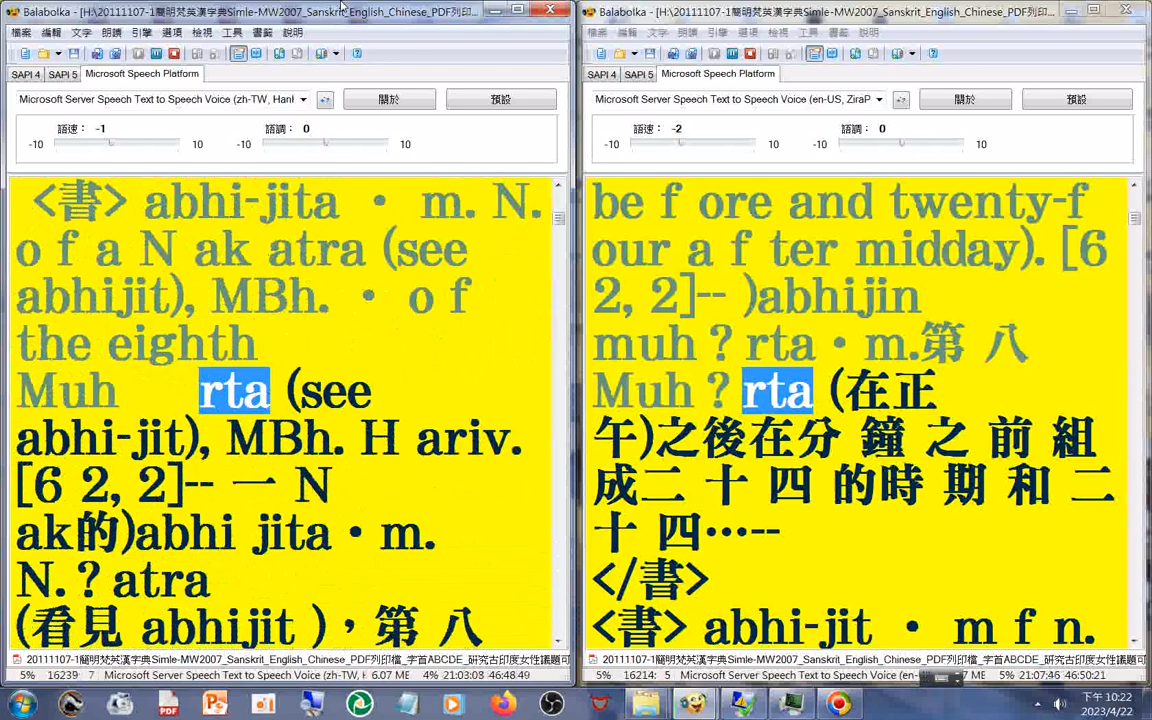 Balabolka - [H:\20111107-1簡明梵英漢字典Simle-MW2007_Sanskrit_English_Chinese_PDF列印...
檔案 編輯 文字 朗讀 引擎 選項 檢視 工具 書籤 說明
SAPI 4 SAPI 5 Microsoft Speech Platform
Microsoft Server Speech Text to Speech Voice (zh-TW, HanH 關於 預設
語速： -1 語調： 0
-10 10 -10 10
<書> abhi-jita • m. N.
o f a N ak atra (see
abhijit), MBh. • o f
the eighth
Muh rta (see
abhi-jit), MBh. H ariv.
[6 2, 2]-- 一 N
ak的)abhi jita•m.
N.？atra
(看見 abhijit )，第 八
20111107-1簡明梵英漢字典Simle-MW2007_Sanskrit_English_Chinese_PDF列印檔_字首ABCDE_研究古印度女性議題可
5% 16239: 7 Microsoft Server Speech Text to Speech Voice (zh-TW, H 6.07 ME 4% 21:03:03 46:48:49
Balabolka - [H:\20111107-1簡明梵英漢字典Simle-MW2007_Sanskrit_English_Chinese_PDF列印...
檔案 編輯 文字 朗讀 引擎 選項 檢視 工具 書籤 說明
SAPI 4 SAPI 5 Microsoft Speech Platform
Microsoft Server Speech Text to Speech Voice (en-US, ZiraP 關於 預設
語速： -2 語調： 0
-10 10 -10 10
be f ore and twenty-f
our a f ter midday). [6
2, 2]-- )abhijin
muh？rta•m.第 八
Muh？rta (在正
午)之後在分 鐘 之 前 組
成二 十 四 的時 期 和 二
十 四…--
</書>
<書> abhi-jit • m f n.
20111107-1簡明梵英漢字典Simle-MW2007_Sanskrit_English_Chinese_PDF列印檔_字首ABCDE_研究古印度女性議題可
5% 16214: 5 Microsoft Server Speech Text to Speech Voice 5% 21:07:46 46:50:21
下午 10:22
2023/4/22